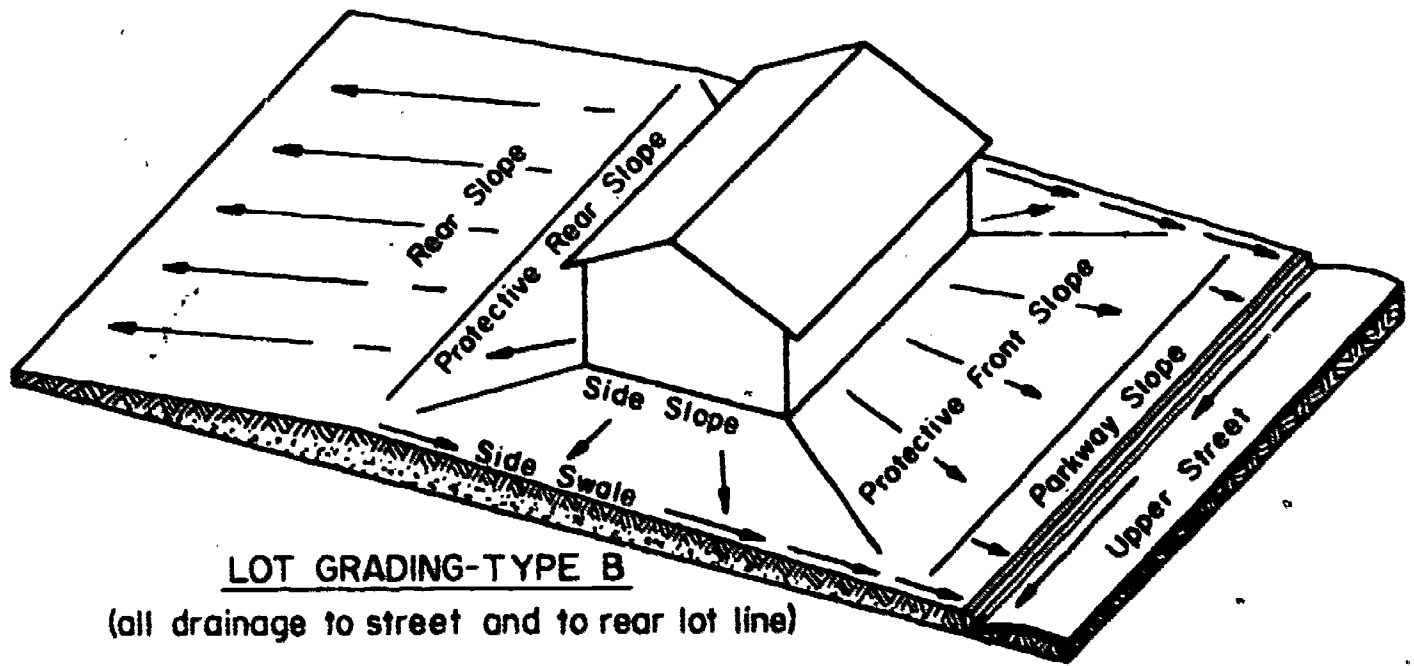 Rear Slope
Protective Rear Slope
Side Slope
Side Swale
Protective Front Slope
Parkway Slope
Upper Street
LOT GRADING-TYPE B
(all drainage to street and to rear lot line)